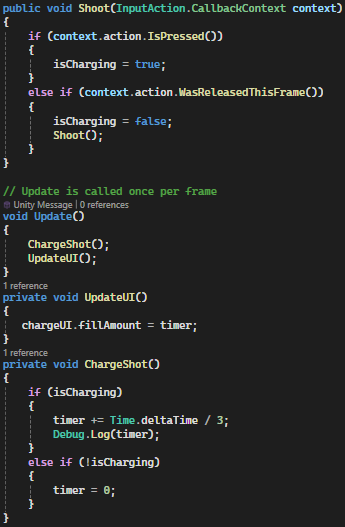 public void Shoot(InputAction.CallbackContext context)
{
    if (context.action.IsPressed())
    {
        isCharging = true;
    }
    else if (context.action.WasReleasedThisFrame())
    {
        isCharging = false;
        Shoot();
    }
}

// Update is called once per frame
Unity Message | 0 references
void Update()
{
    ChargeShot();
    UpdateUI();
}
1 reference
private void UpdateUI()
{
   chargeUI.fillAmount = timer;
}
1 reference
private void ChargeShot()
{
    if (isCharging)
    {
        timer += Time.deltaTime / 3;
        Debug.Log(timer);
    }
    else if (!isCharging)
    {
        timer = 0;
    }
}